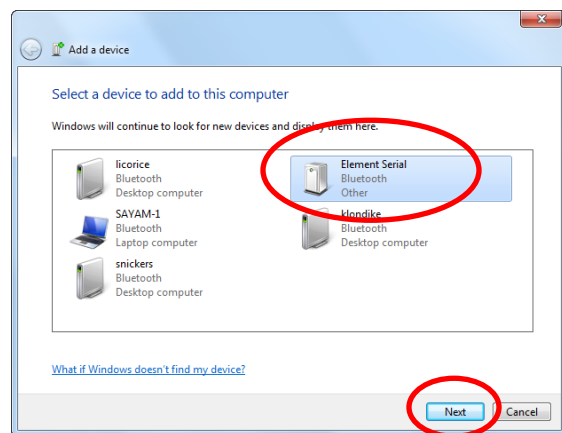 Add a device
Select a device to add to this computer
Windows will continue to look for new devices and display them here.
licorice
Bluetooth
Desktop computer
Element Serial
Bluetooth
Other
SAYAM-1
Bluetooth
Laptop computer
klondike
Bluetooth
Desktop computer
snickers
Bluetooth
Desktop computer
What if Windows doesn't find my device?
Next
Cancel